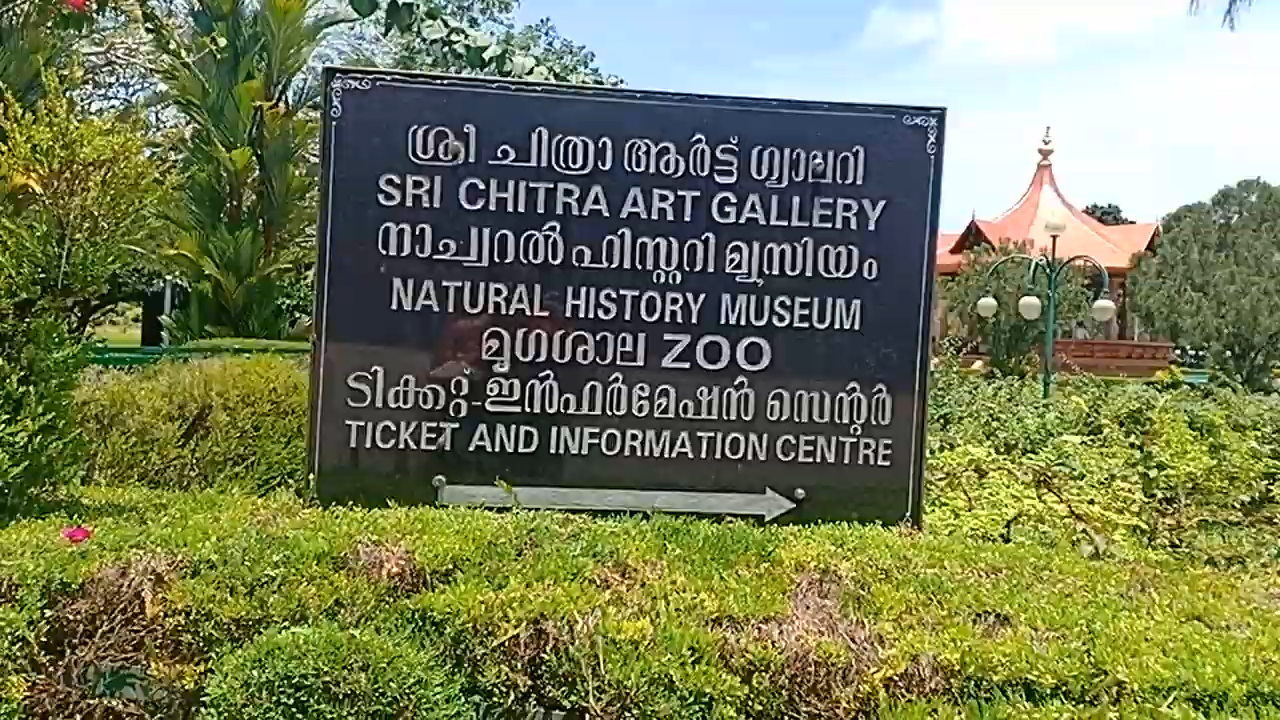 ശ്രീ ചിത്രാ ആർട്ട് ഗ്വാലറി
SRI CHITRA ART GALLERY
നാച്വറൽ ഹിസ്റ്ററി മ്യൂസിയം
NATURAL HISTORY MUSEUM
മൃഗശാല ZOO
ടിക്കറ്റ്-ഇൻഫർമേഷൻ സെന്റർ
TICKET AND INFORMATION CENTRE